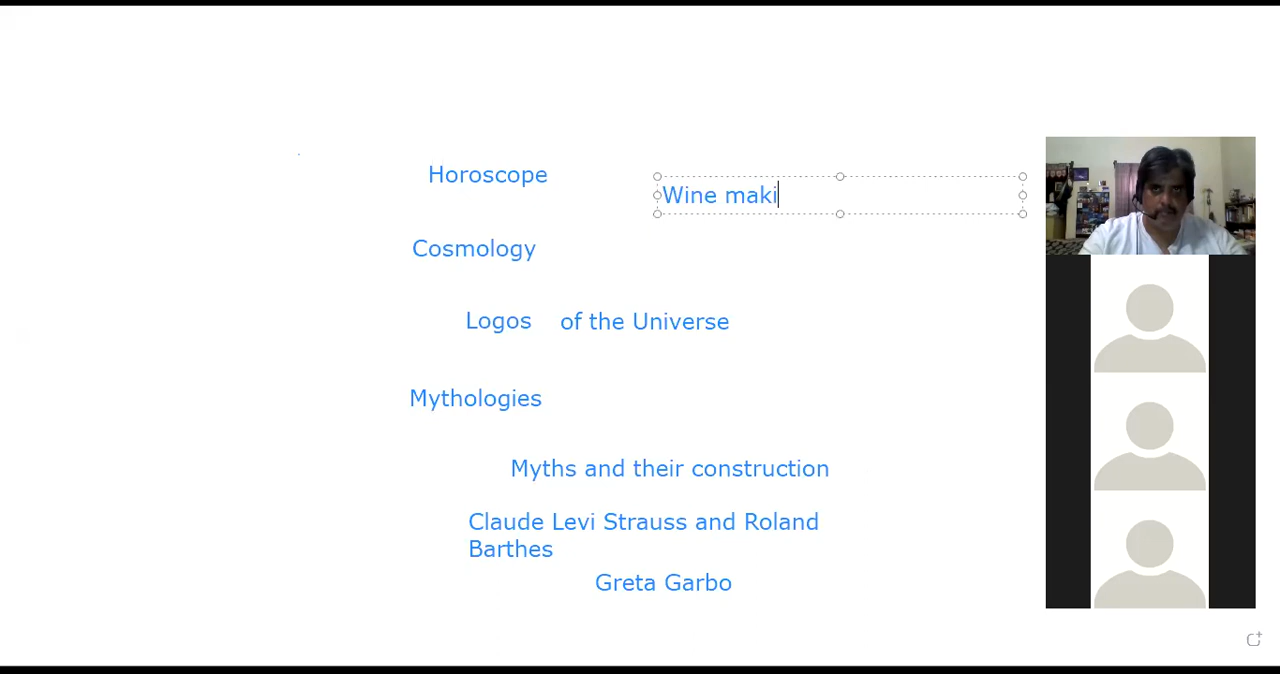 Horoscope
Wine maki
Cosmology
Logos of the Universe
Mythologies
Myths and their construction
Claude Levi Strauss and Roland
Barthes
Greta Garbo